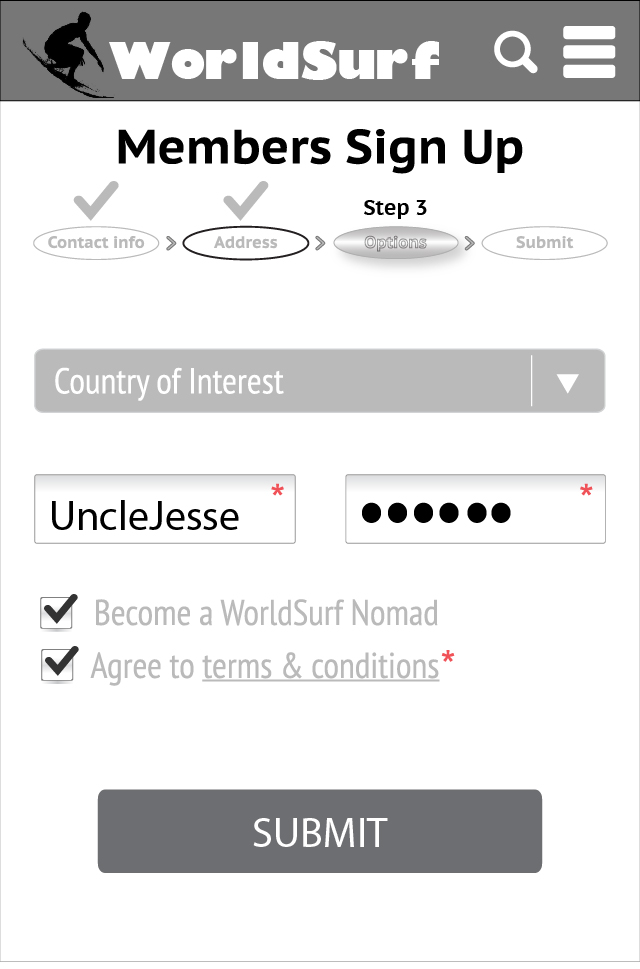 WorldSurf
Members Sign Up
Step 3
Contact info > Address > Options > Submit
Country of Interest
UncleJesse * ●●●●●● *
Become a WorldSurf Nomad
Agree to terms & conditions*
SUBMIT